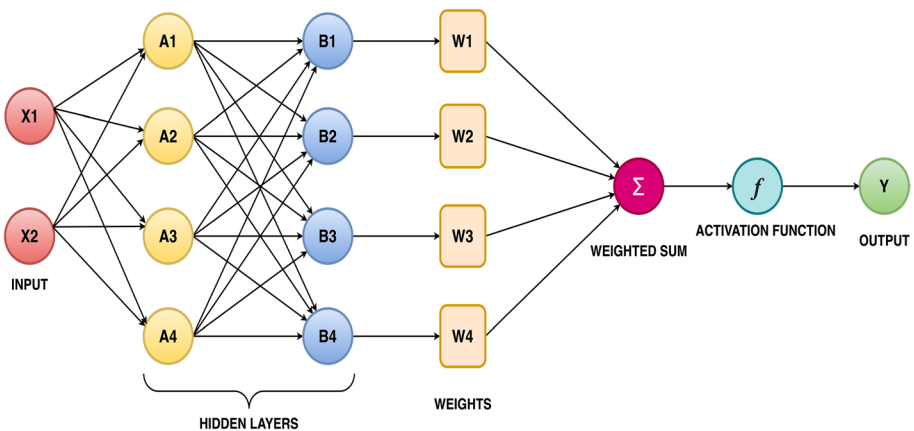 A1
B1
W1
X1
A2
B2
W2
Σ
f
Y
X2
A3
B3
W3
INPUT
WEIGHTED SUM
ACTIVATION FUNCTION
OUTPUT
A4
B4
W4
HIDDEN LAYERS
WEIGHTS